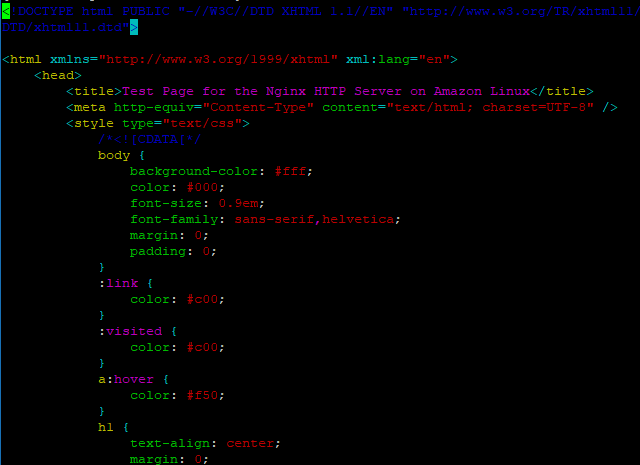 <!DOCTYPE html PUBLIC "-//W3C//DTD XHTML 1.1//EN" "http://www.w3.org/TR/xhtml11/
DTD/xhtml11.dtd">
<html xmlns="http://www.w3.org/1999/xhtml" xml:lang="en">
<head>
<title>Test Page for the Nginx HTTP Server on Amazon Linux</title>
<meta http-equiv="Content-Type" content="text/html; charset=UTF-8" />
<style type="text/css">
/*<![CDATA[*/
body {
background-color: #fff;
color: #000;
font-size: 0.9em;
font-family: sans-serif,helvetica;
margin: 0;
padding: 0;
}
:link {
color: #c00;
}
:visited {
color: #c00;
}
a:hover {
color: #f50;
}
h1 {
text-align: center;
margin: 0;